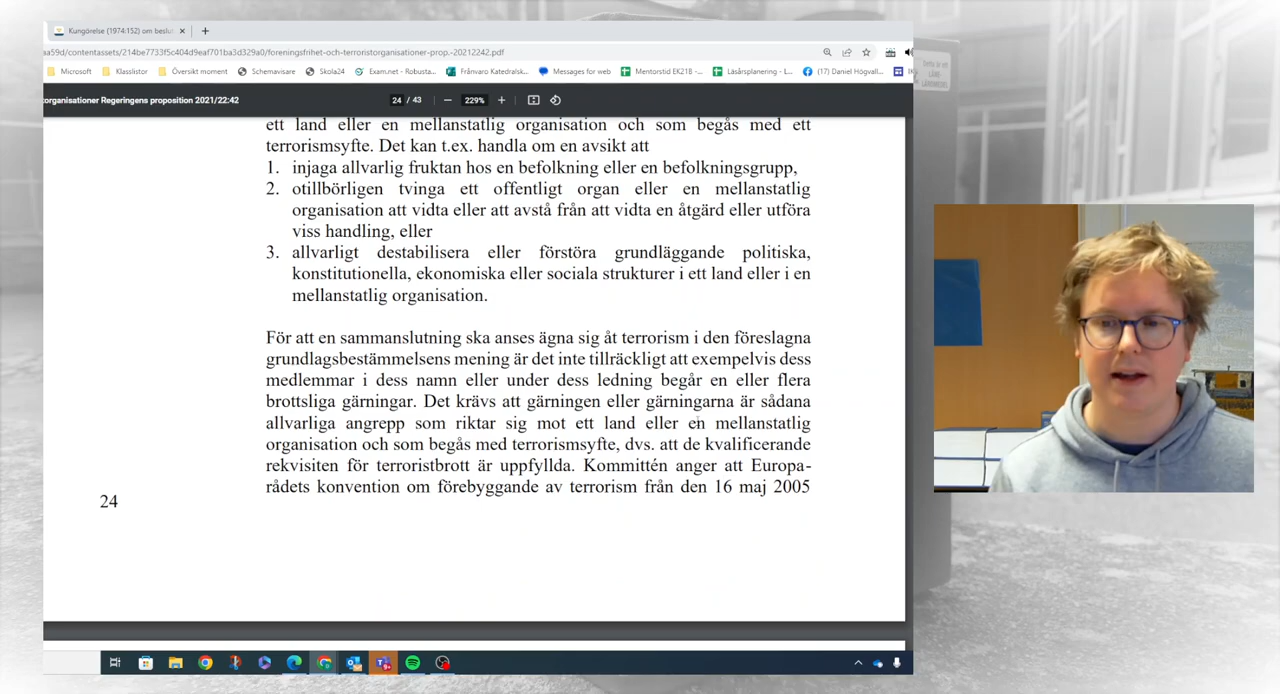 Kungörelse (1974:152) om beslut
aa59d/contentassets/214be7733f5c404d9eaf701ba3d329a0/foreningsfrihet-och-terroristorganisationer-prop.-20212242.pdf
Microsoft Klasslistor Översikt moment Schemavisare Skola24 Exam.net - Robusta... Frånvaro Katedralsk... Messages for web Mentorstid EK21B -... Läsårsplanering - L... (17) Daniel Högvall...
organisationer Regeringens proposition 2021/22:42 24 / 43 — 229% +
ett land eller en mellanstatlig organisation och som begås med ett
terrorismsyfte. Det kan t.ex. handla om en avsikt att
1. injaga allvarlig fruktan hos en befolkning eller en befolkningsgrupp,
2. otillbörligen tvinga ett offentligt organ eller en mellanstatlig
organisation att vidta eller att avstå från att vidta en åtgärd eller utföra
viss handling, eller
3. allvarligt destabilisera eller förstöra grundläggande politiska,
konstitutionella, ekonomiska eller sociala strukturer i ett land eller i en
mellanstatlig organisation.
För att en sammanslutning ska anses ägna sig åt terrorism i den föreslagna
grundlagsbestämmelsens mening är det inte tillräckligt att exempelvis dess
medlemmar i dess namn eller under dess ledning begår en eller flera
brottsliga gärningar. Det krävs att gärningen eller gärningarna är sådana
allvarliga angrepp som riktar sig mot ett land eller en mellanstatlig
organisation och som begås med terrorismsyfte, dvs. att de kvalificerande
rekvisiten för terroristbrott är uppfyllda. Kommittén anger att Europa-
rådets konvention om förebyggande av terrorism från den 16 maj 2005
24